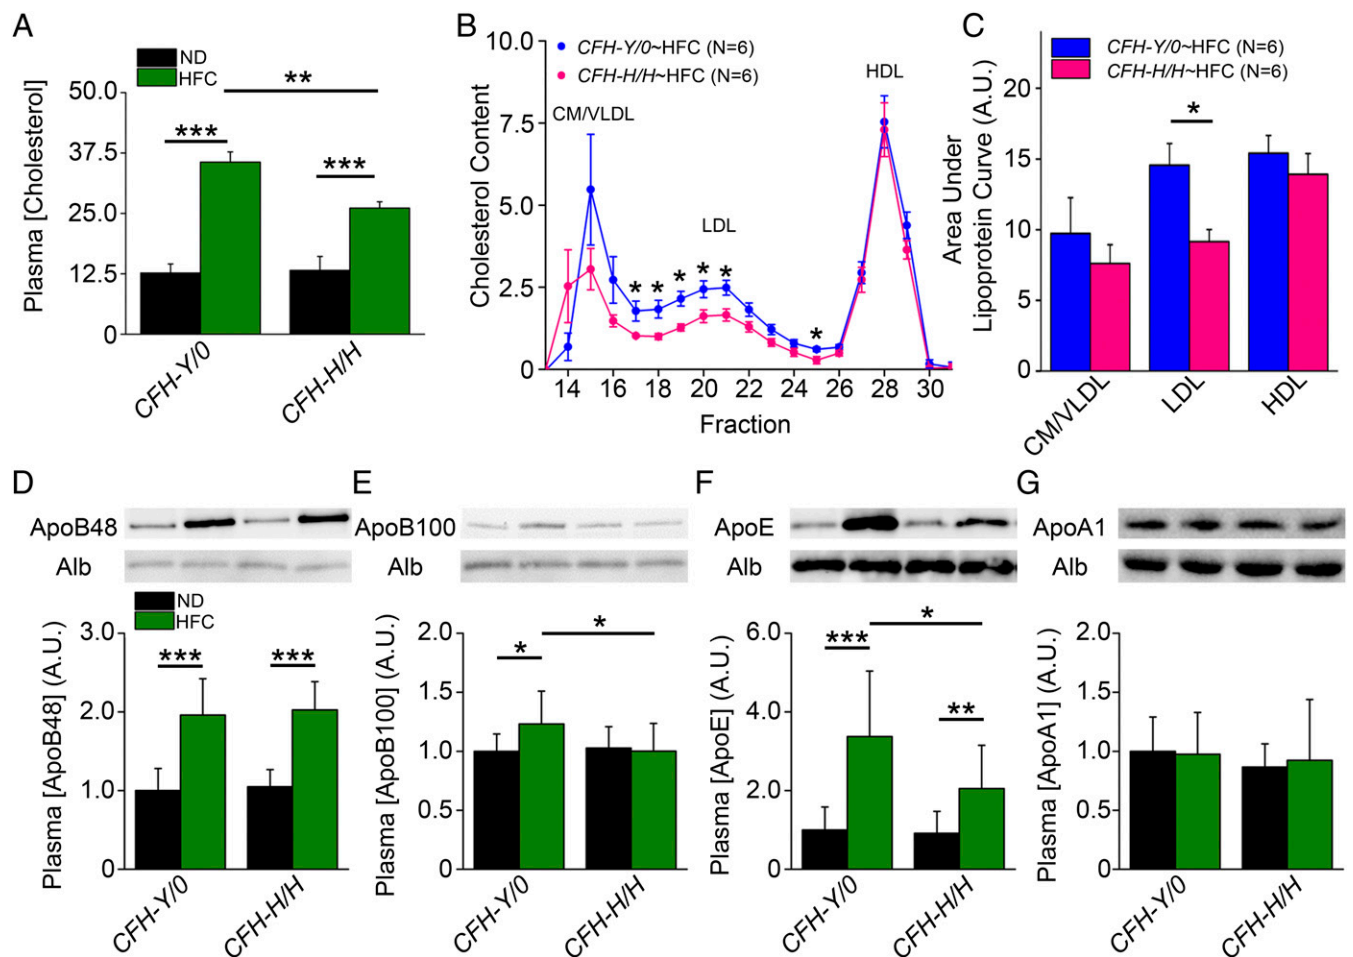 A
ND
HFC
**
***
***
Plasma [Cholesterol]
50.0
37.5
25.0
12.5
0
CFH-Y/0
CFH-H/H
B
CFH-Y/0~HFC (N=6)
CFH-H/H~HFC (N=6)
CM/VLDL
LDL
HDL
* * * * *
*
Cholesterol Content
10.0
7.5
5.0
2.5
0
14 16 18 20 22 24 26 28 30
Fraction
C
CFH-Y/0~HFC (N=6)
CFH-H/H~HFC (N=6)
*
Area Under
Lipoprotein Curve (A.U.)
20
15
10
5
0
CM/VLDL
LDL
HDL
D
ApoB48
Alb
ND
HFC
***
***
Plasma [ApoB48] (A.U.)
3.0
2.0
1.0
0
CFH-Y/0
CFH-H/H
E
ApoB100
Alb
*
*
Plasma [ApoB100] (A.U.)
2.0
1.5
1.0
0.5
0
CFH-Y/0
CFH-H/H
F
ApoE
Alb
*
***
**
Plasma [ApoE] (A.U.)
6.0
4.0
2.0
0
CFH-Y/0
CFH-H/H
G
ApoA1
Alb
Plasma [ApoA1] (A.U.)
2.0
1.5
1.0
0.5
0
CFH-Y/0
CFH-H/H